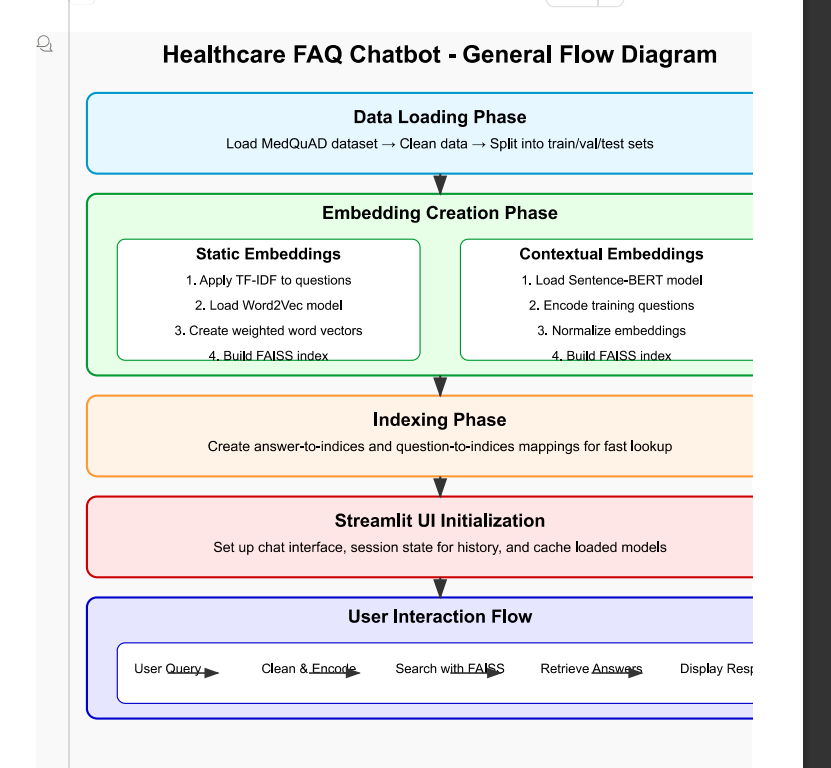 Healthcare FAQ Chatbot - General Flow Diagram
Data Loading Phase
Load MedQuAD dataset → Clean data → Split into train/val/test sets
Embedding Creation Phase
Static Embeddings
1. Apply TF-IDF to questions
2. Load Word2Vec model
3. Create weighted word vectors
4. Build FAISS index
Contextual Embeddings
1. Load Sentence-BERT model
2. Encode training questions
3. Normalize embeddings
4. Build FAISS index
Indexing Phase
Create answer-to-indices and question-to-indices mappings for fast lookup
Streamlit UI Initialization
Set up chat interface, session state for history, and cache loaded models
User Interaction Flow
User Query
Clean & Encode
Search with FAISS
Retrieve Answers
Display Resp